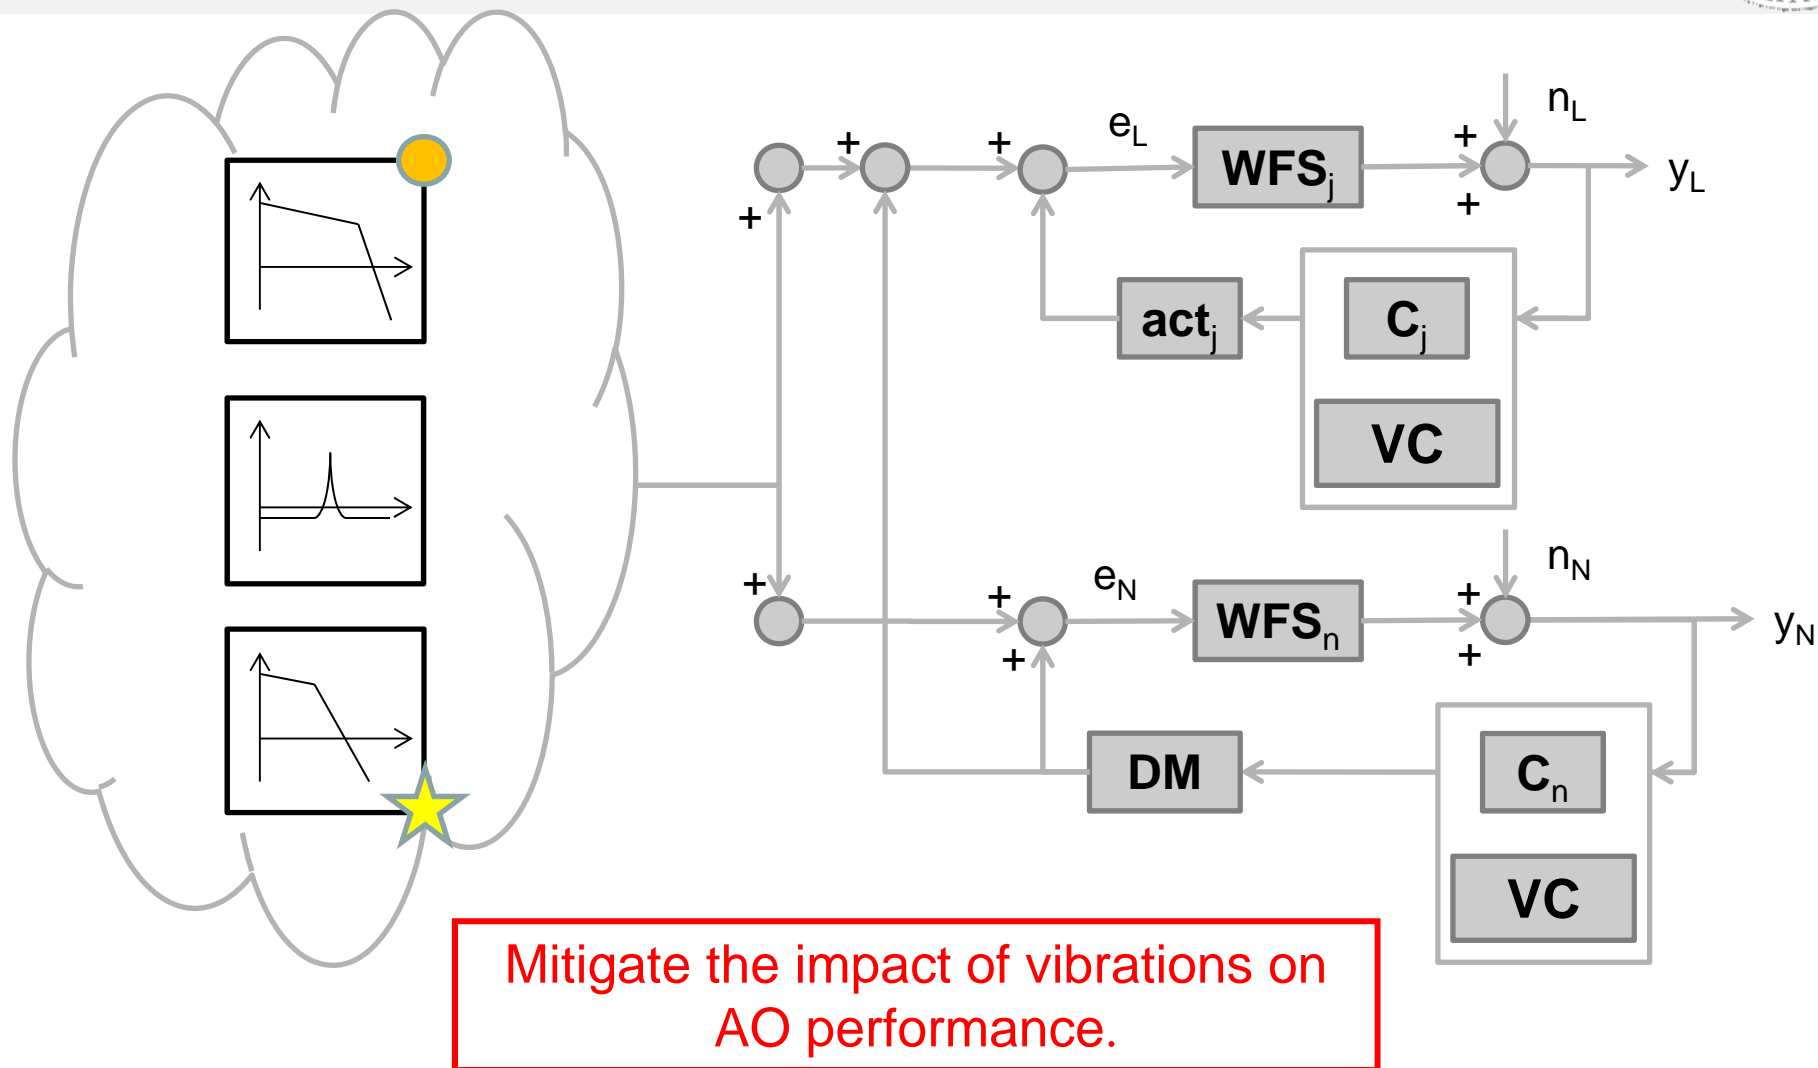 n_L
+ + + e_L WFS_j + y_L
+ +
act_j C_j
VC
n_N
+ + e_N WFS_n + y_N
+ +
DM C_n
VC
Mitigate the impact of vibrations on
AO performance.